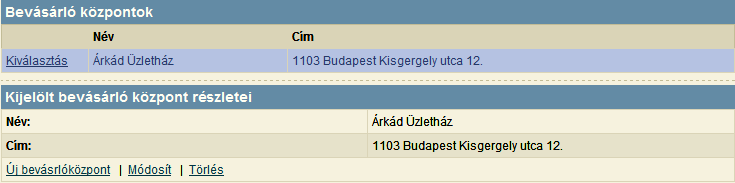 Bevásárló központok
Név Cím
Kiválasztás Árkád Üzletház 1103 Budapest Kisgergely utca 12.
Kijelölt bevásárló központ részletei
Név: Árkád Üzletház
Cím: 1103 Budapest Kisgergely utca 12.
Új bevásrlóközpont | Módosít | Törlés